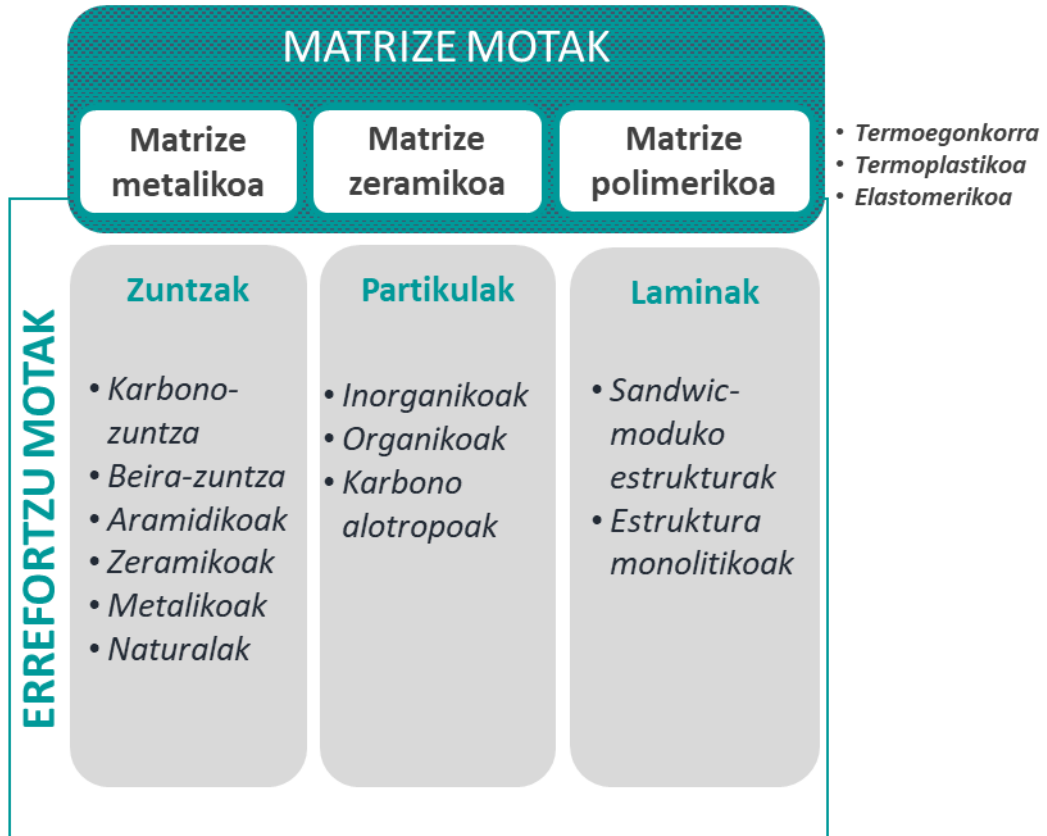 MATRIZE MOTAK
Matrize
metalikoa
Matrize
zeramikoa
Matrize
polimerikoa
• Termoegonkorra
• Termoplastikoa
• Elastomerikoa
ERREFORTZU MOTAK
Zuntzak
• Karbono-
zuntza
• Beira-zuntza
• Aramidikoak
• Zeramikoak
• Metalikoak
• Naturalak
Partikulak
• Inorganikoak
• Organikoak
• Karbono
alotropoak
Laminak
• Sandwic-
moduko
estrukturak
• Estruktura
monolitikoak